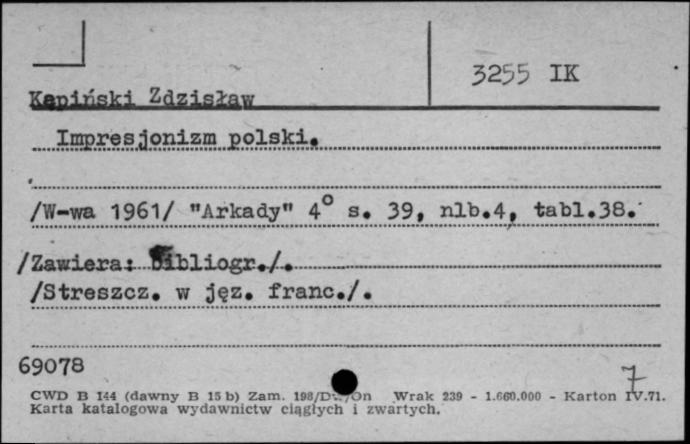 3255 IK
Kępiński Zdzisław
Impresjonizm polski.
/W-wa 1961/ "Arkady" 4° s. 39, nlb.4, tabl.38.
/Zawiera: Bibliogr./.
/Streszcz. w jęz. franc./.
69078
7
CWD B 144 (dawny B 15 b) Zam. Wrak 239 - 1.660.000 - Karton IV.71.
Karta katalogowa wydawnictw ciągłych i zwartych.